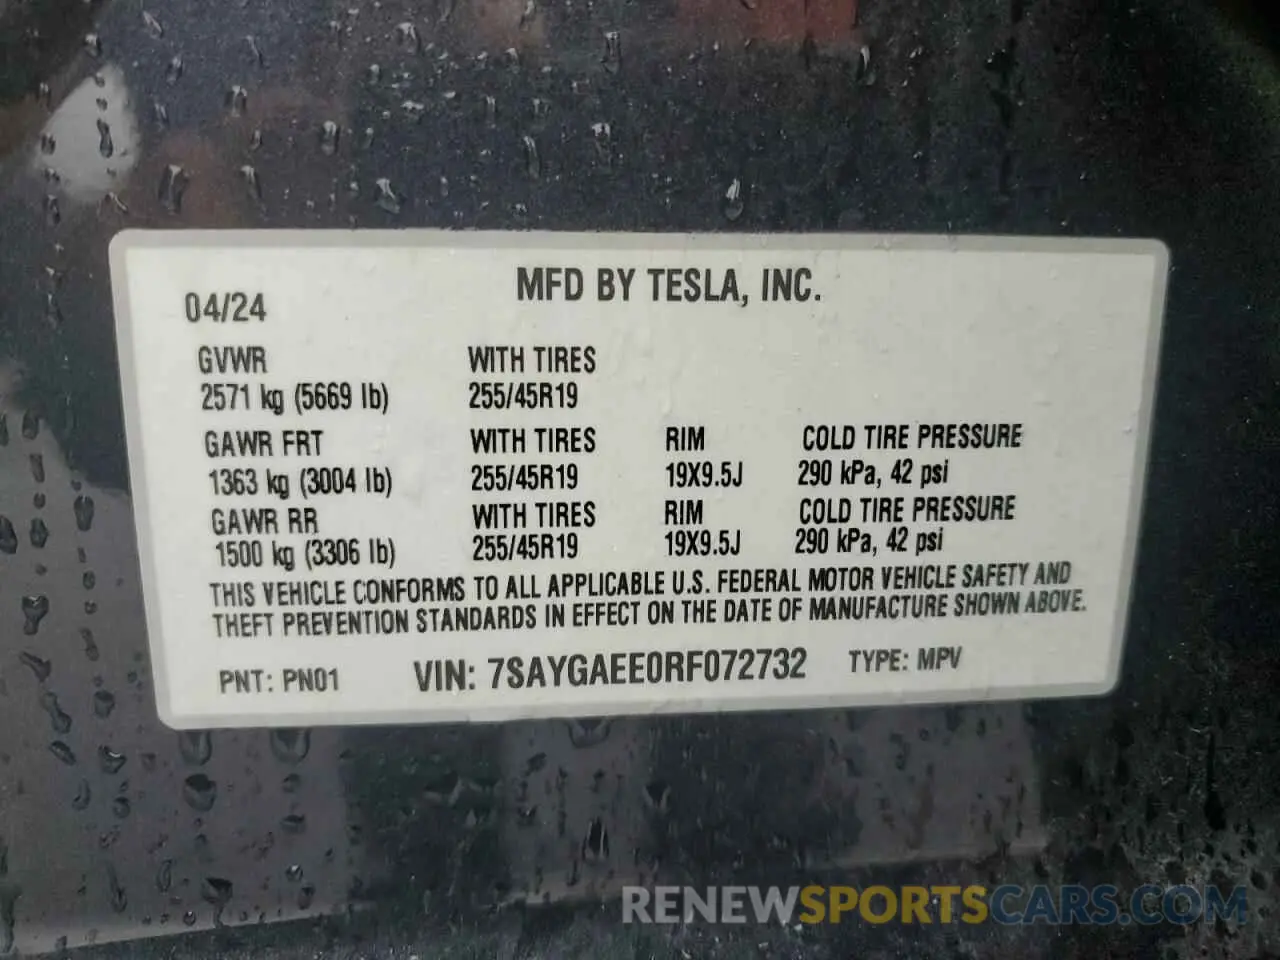 MFD BY TESLA, INC.
04/24
GVWR WITH TIRES
2571 kg (5669 lb) 255/45R19
GAWR FRT WITH TIRES RIM COLD TIRE PRESSURE
1363 kg (3004 lb) 255/45R19 19X9.5J 290 kPa, 42 psi
GAWR RR WITH TIRES RIM COLD TIRE PRESSURE
1500 kg (3306 lb) 255/45R19 19X9.5J 290 kPa, 42 psi
THIS VEHICLE CONFORMS TO ALL APPLICABLE U.S. FEDERAL MOTOR VEHICLE SAFETY AND
THEFT PREVENTION STANDARDS IN EFFECT ON THE DATE OF MANUFACTURE SHOWN ABOVE.
PNT: PN01 VIN: 7SAYGAEE0RF072732 TYPE: MPV
RENEWSPORTSCARS.COM